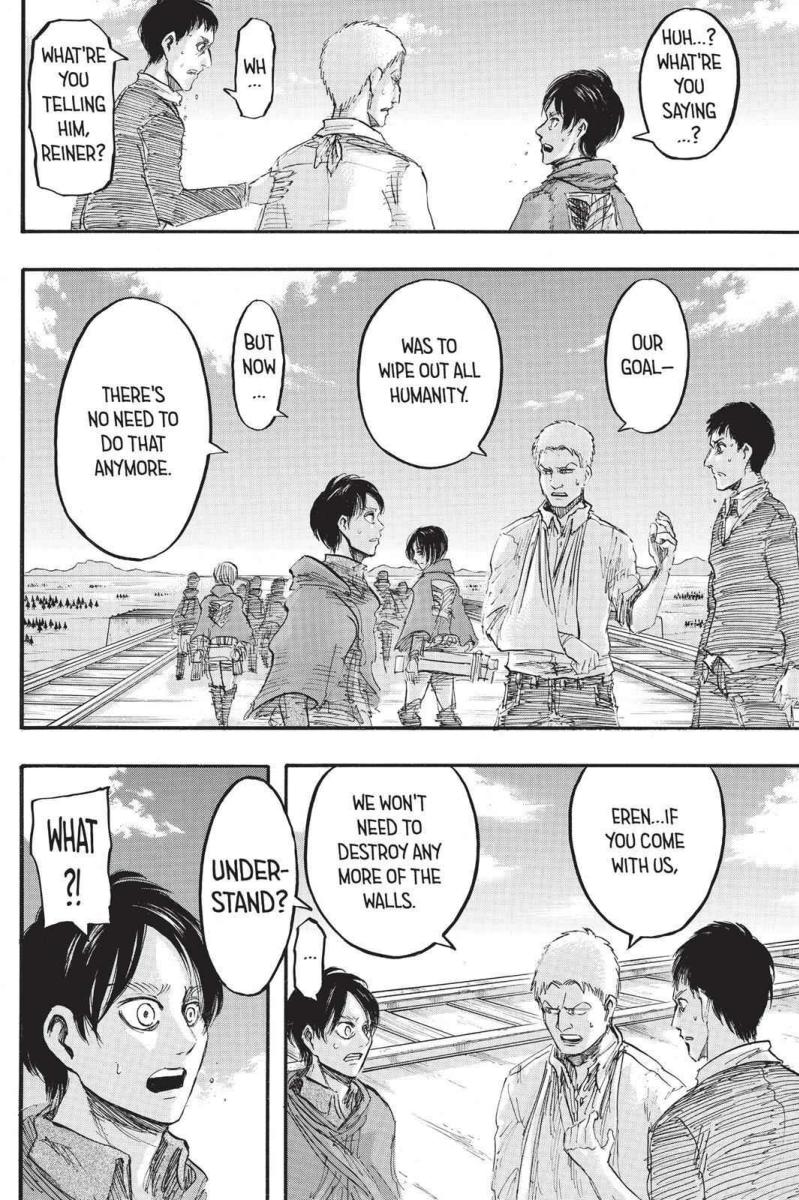 HUH...?
WHAT'RE
YOU
SAYING
...?
WH
...
WHAT'RE
YOU
TELLING
HIM,
REINER?
OUR
GOAL—
WAS TO
WIPE OUT ALL
HUMANITY.
BUT
NOW
...
THERE'S
NO NEED TO
DO THAT
ANYMORE.
EREN...IF
YOU COME
WITH US,
WE WON'T
NEED TO
DESTROY ANY
MORE OF THE
WALLS.
...
UNDER-
STAND?
WHAT
?!